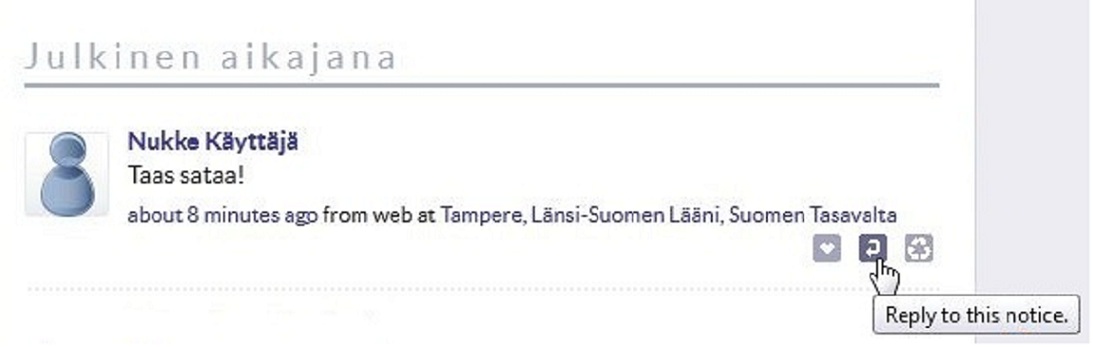 Julkinen aikajana
Nukke Käyttäjä
Taas sataa!
about 8 minutes ago from web at Tampere, Länsi-Suomen Lääni, Suomen Tasavalta
Reply to this notice.